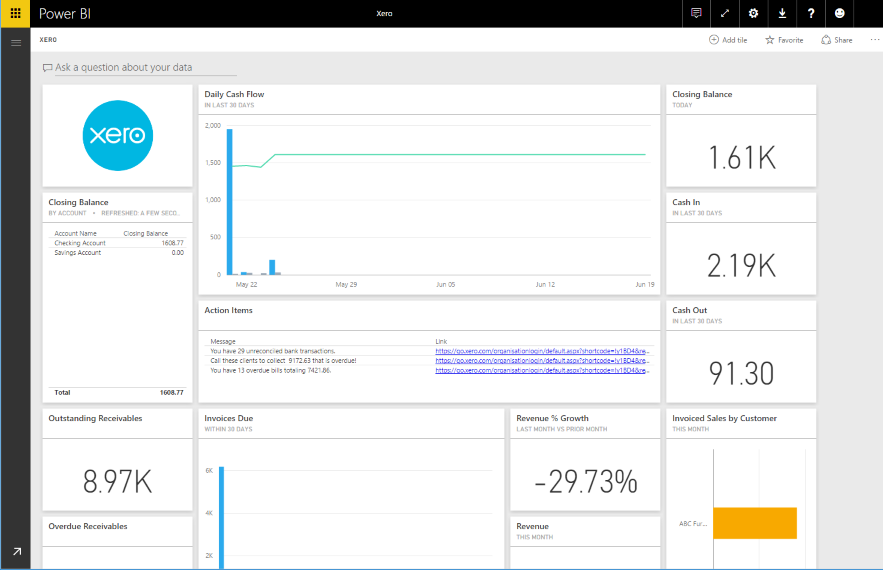 Power BI
Xero
XERO
Add tile
Favorite
Share
Ask a question about your data
xero
Daily Cash Flow
IN LAST 30 DAYS
2,000
1,500
1,000
500
0
May 22
May 29
Jun 05
Jun 12
Jun 19
Closing Balance
TODAY
1.61K
Closing Balance
BY ACCOUNT • REFRESHED: A FEW SECO...
Account Name Closing Balance
Checking Account 1608.77
Savings Account 0.00
Total 1608.77
Cash In
IN LAST 30 DAYS
2.19K
Action Items
Message Link
You have 29 unreconciled bank transactions. https://go.xero.com/organisationlogin/default.aspx?shortcode=!y1BD4&re...
Call these clients to collect 9172.63 that is overdue! https://go.xero.com/organisationlogin/default.aspx?shortcode=!y1BD4&re...
You have 13 overdue bills totaling 7421.86. https://go.xero.com/organisationlogin/default.aspx?shortcode=!y1BD4&re...
Cash Out
IN LAST 30 DAYS
91.30
Outstanding Receivables
8.97K
Invoices Due
WITHIN 30 DAYS
6K
4K
2K
Revenue % Growth
LAST MONTH VS PRIOR MONTH
-29.73%
Invoiced Sales by Customer
THIS MONTH
ABC Fur...
Overdue Receivables
Revenue
THIS MONTH